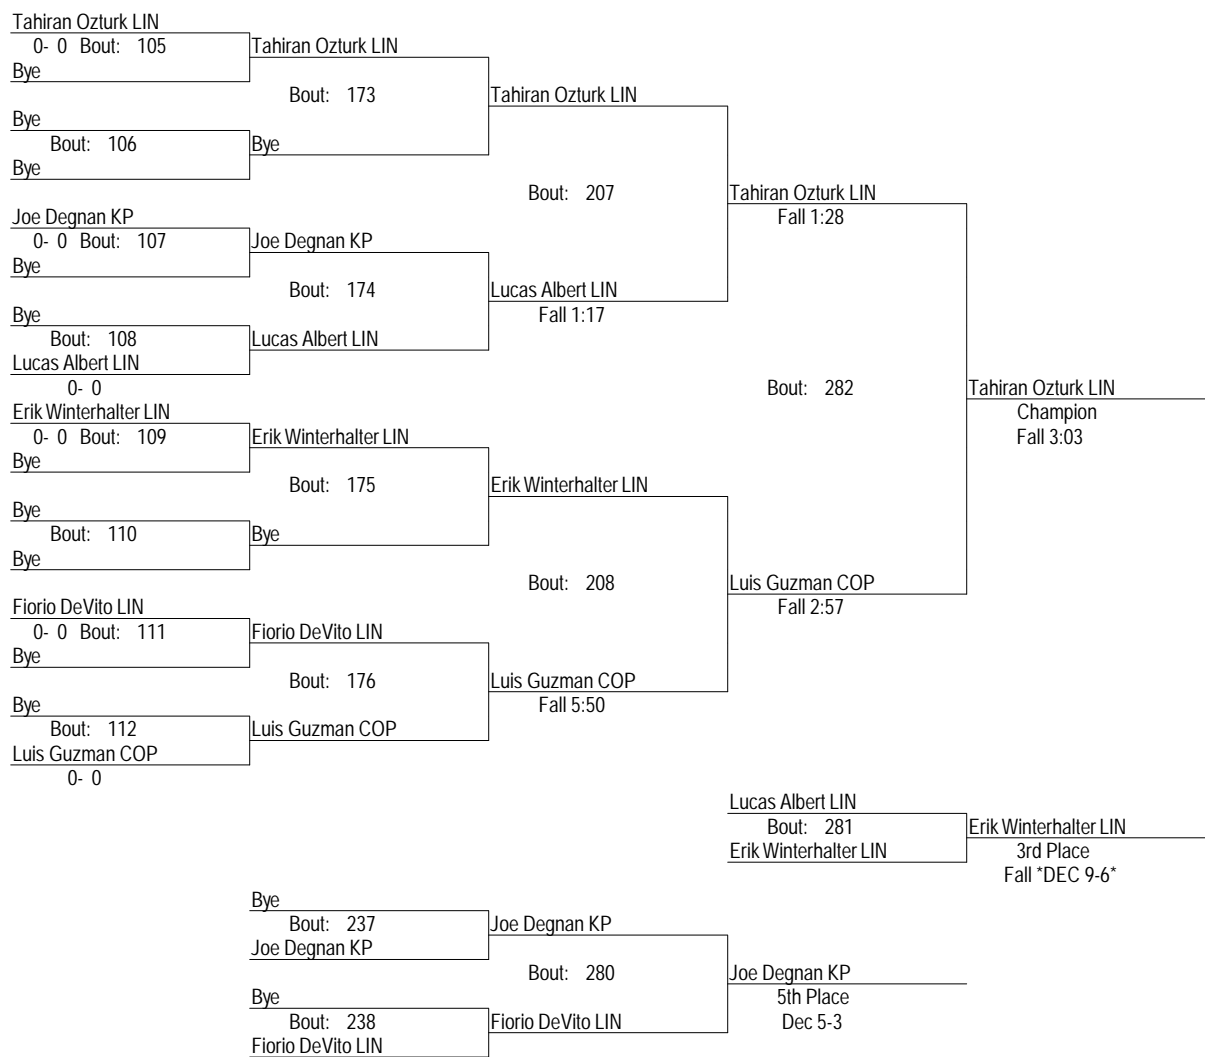 Tahiran Ozturk LIN
0- 0 Bout: 105
Tahiran Ozturk LIN
Bye
Bout: 173
Tahiran Ozturk LIN
Bye
Bout: 106
Bye
Bye
Bout: 207
Tahiran Ozturk LIN
Fall 1:28
Joe Degnan KP
0- 0 Bout: 107
Joe Degnan KP
Bye
Bout: 174
Lucas Albert LIN
Fall 1:17
Bye
Bout: 108
Lucas Albert LIN
Lucas Albert LIN
0- 0
Bout: 282
Tahiran Ozturk LIN
Champion
Fall 3:03
Erik Winterhalter LIN
0- 0 Bout: 109
Erik Winterhalter LIN
Bye
Bout: 175
Erik Winterhalter LIN
Bye
Bout: 110
Bye
Bye
Bout: 208
Luis Guzman COP
Fall 2:57
Fiorio DeVito LIN
0- 0 Bout: 111
Fiorio DeVito LIN
Bye
Bout: 176
Luis Guzman COP
Fall 5:50
Bye
Bout: 112
Luis Guzman COP
Luis Guzman COP
0- 0
Lucas Albert LIN
Bout: 281
Erik Winterhalter LIN
Erik Winterhalter LIN
3rd Place
Fall *DEC 9-6*
Bye
Bout: 237
Joe Degnan KP
Joe Degnan KP
Bout: 280
Joe Degnan KP
5th Place
Dec 5-3
Bye
Bout: 238
Fiorio DeVito LIN
Fiorio DeVito LIN